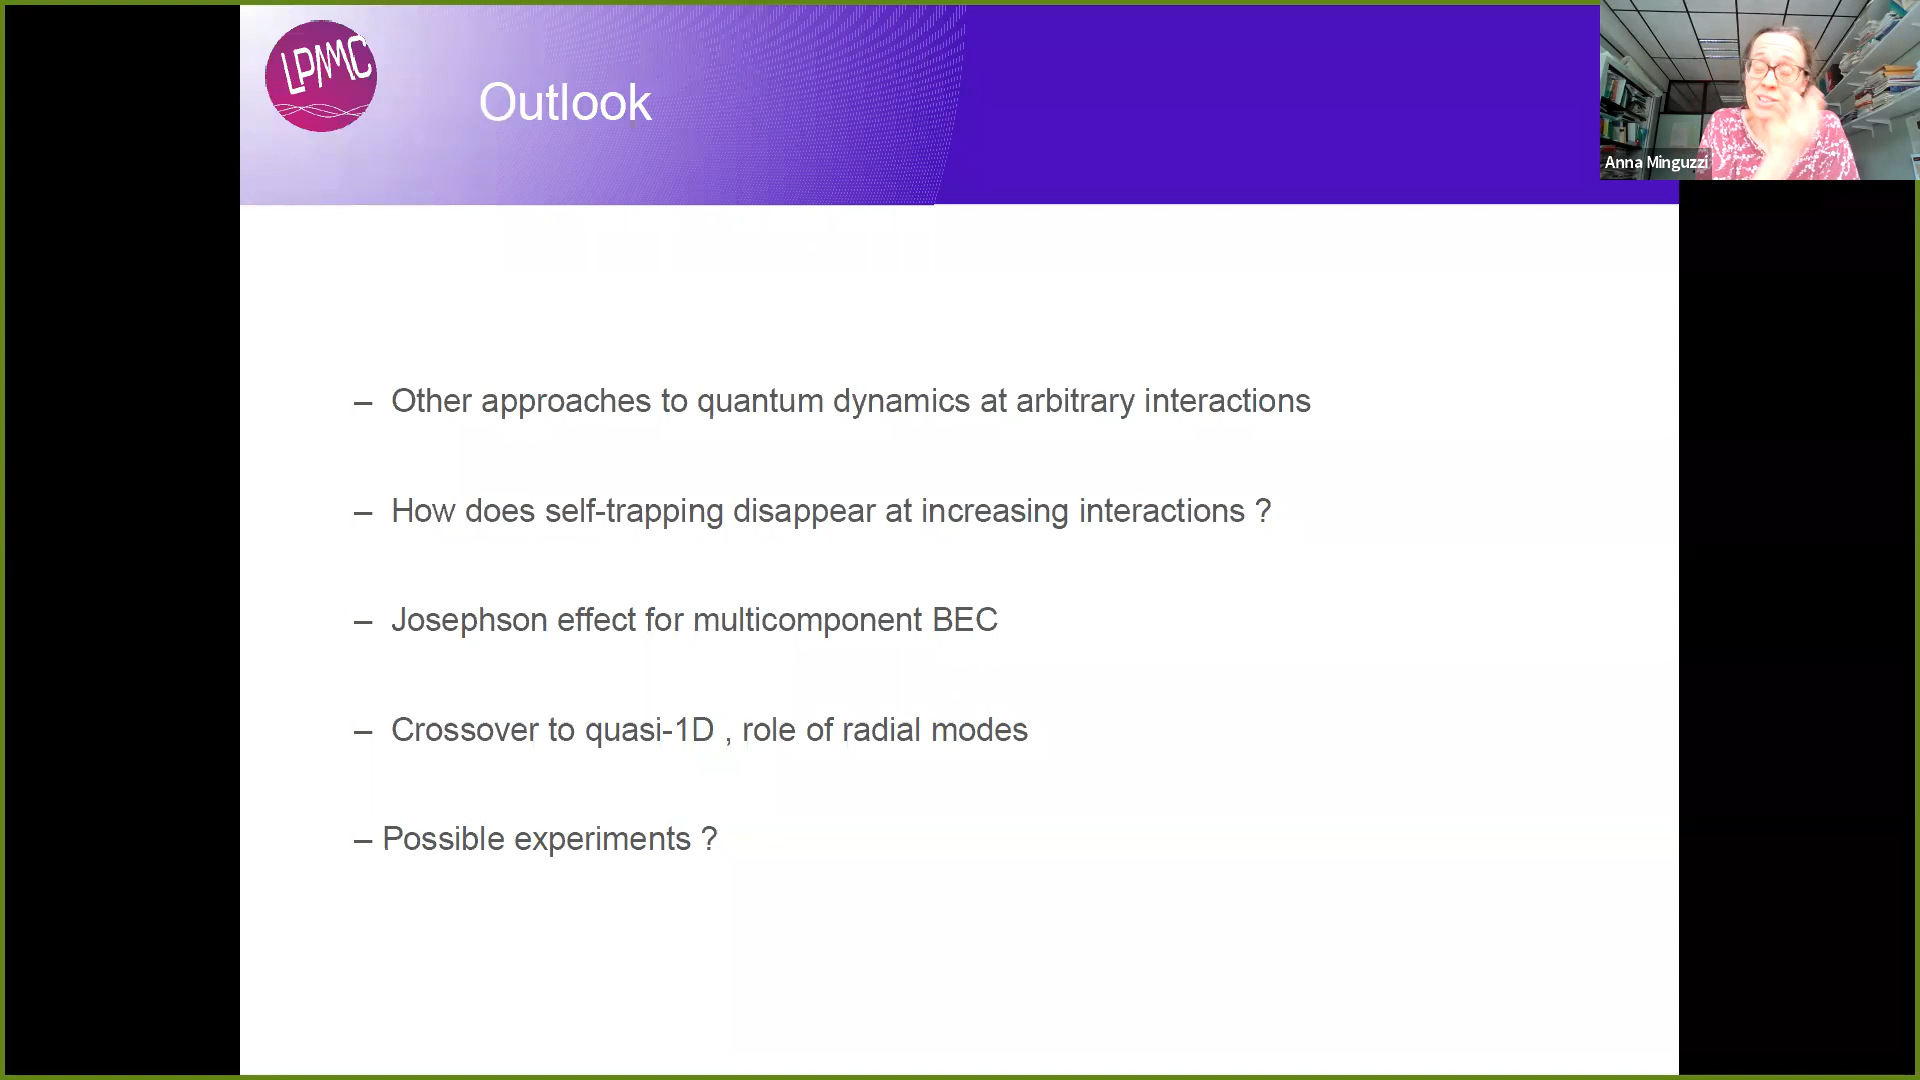 LPMMC
Outlook
Anna Minguzzi
– Other approaches to quantum dynamics at arbitrary interactions
– How does self-trapping disappear at increasing interactions ?
– Josephson effect for multicomponent BEC
– Crossover to quasi-1D , role of radial modes
– Possible experiments ?